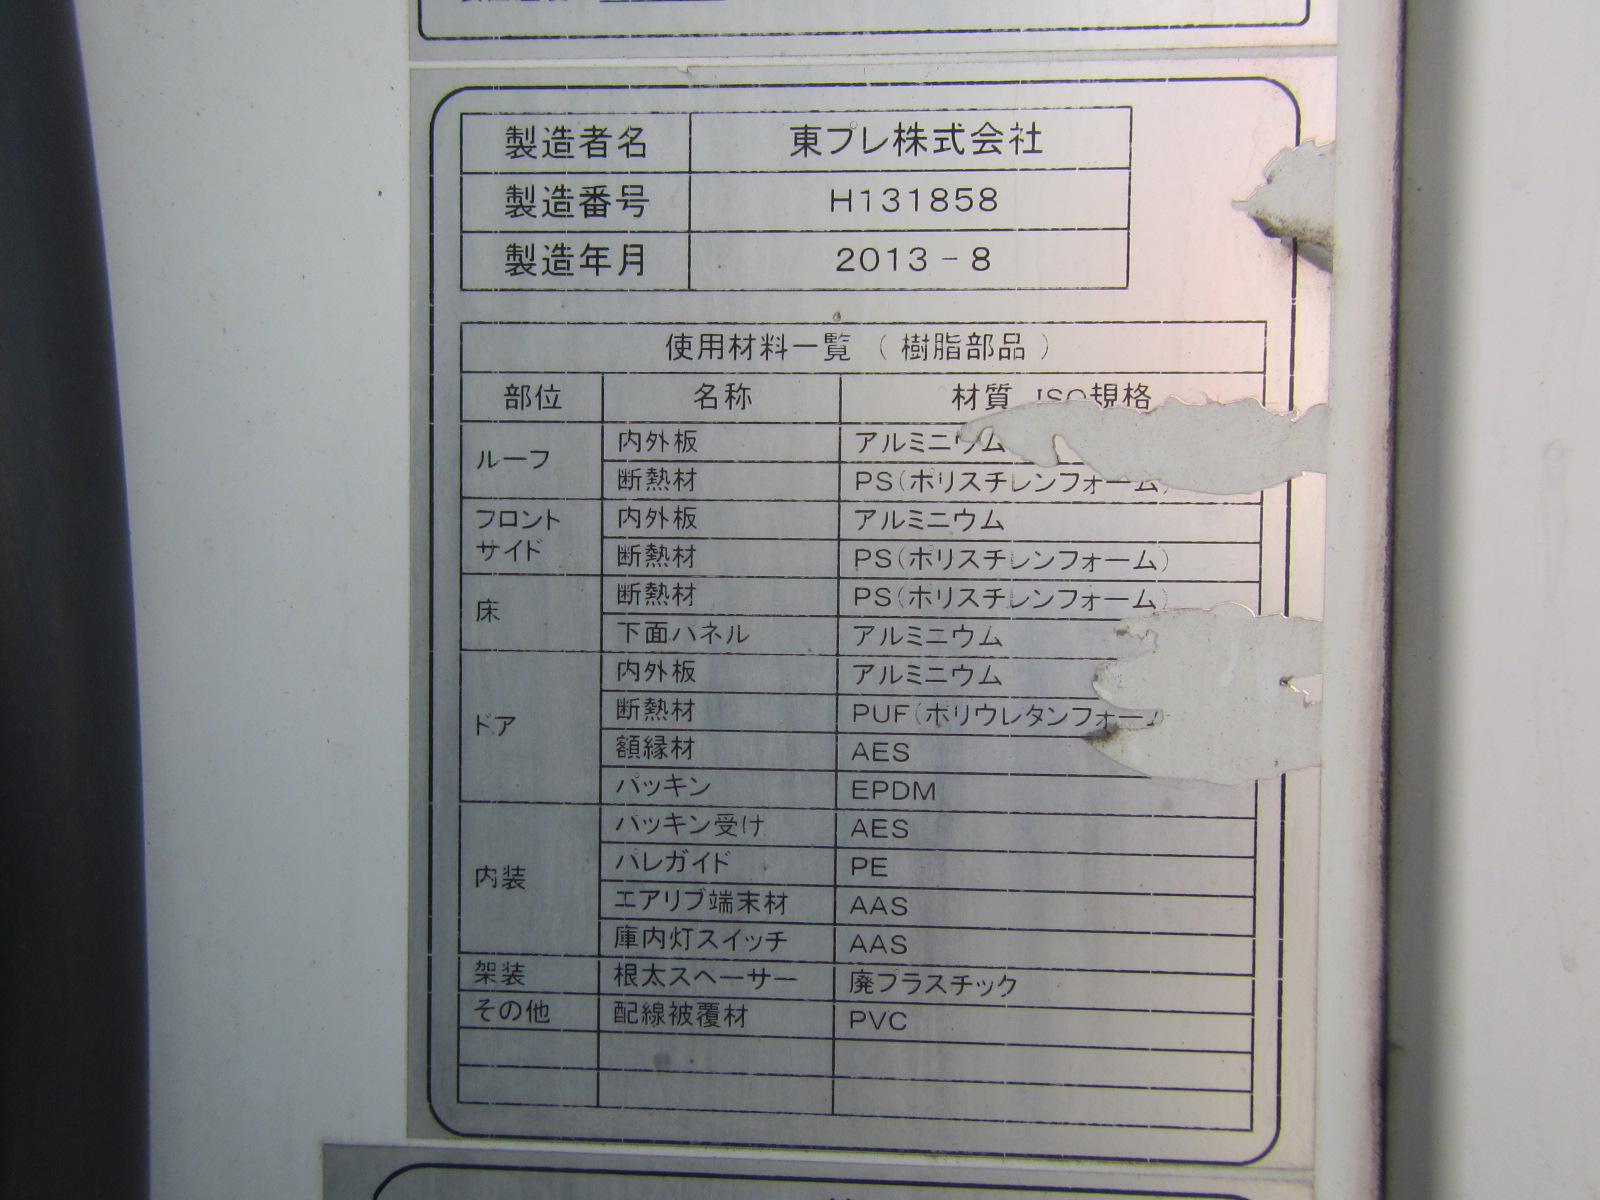 製造者名 東プレ株式会社
製造番号 H131858
製造年月 2013-8
使用材料一覧（樹脂部品）
部位 名称 材質 ISO規格
ルーフ 内外板 アルミニウム
断熱材 PS(ポリスチレンフォーム)
フロントサイド 内外板 アルミニウム
断熱材 PS(ポリスチレンフォーム)
床 断熱材 PS(ポリスチレンフォーム)
下面パネル アルミニウム
ドア 内外板 アルミニウム
断熱材 PUF(ポリウレタンフォーム
額縁材 AES
パッキン EPDM
内装 パッキン受け AES
パレガイド PE
エアリブ端末材 AAS
庫内灯スイッチ AAS
架装 根太スペーサー 廃プラスチック
その他 配線被覆材 PVC